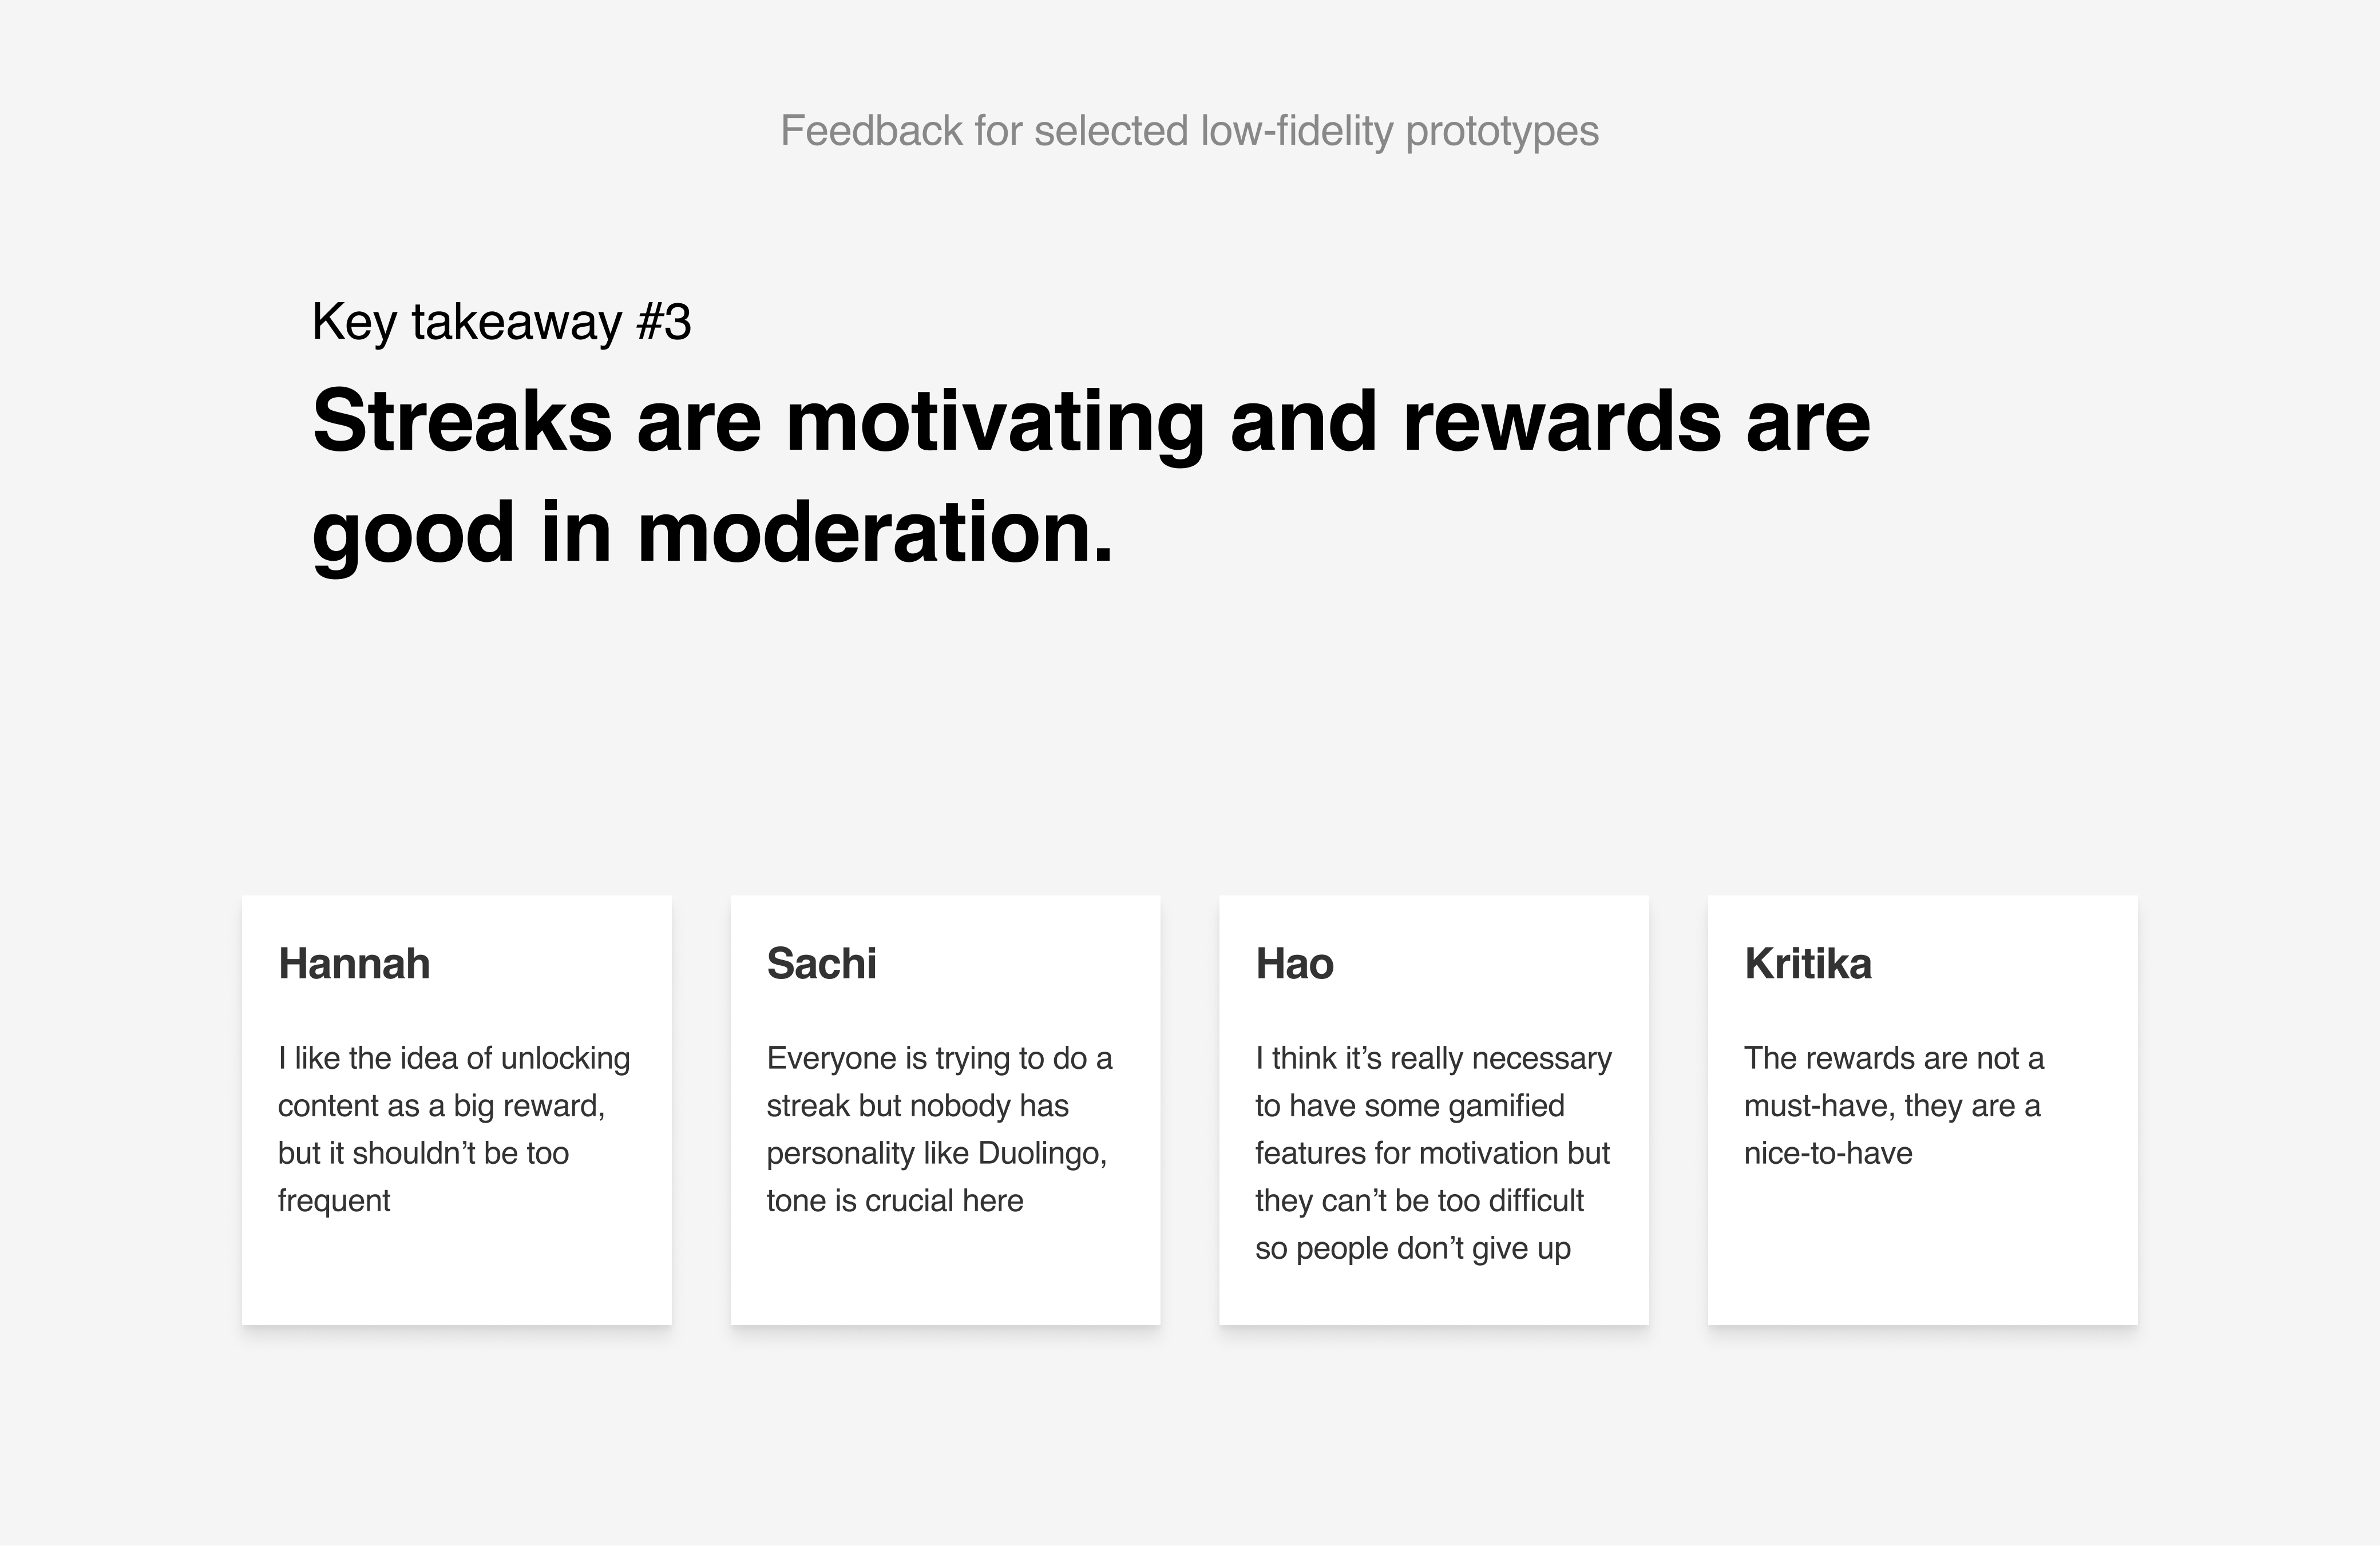 Feedback for selected low-fidelity prototypes
Key takeaway #3
Streaks are motivating and rewards are
good in moderation.
Hannah
I like the idea of unlocking
content as a big reward,
but it shouldn’t be too
frequent
Sachi
Everyone is trying to do a
streak but nobody has
personality like Duolingo,
tone is crucial here
Hao
I think it’s really necessary
to have some gamified
features for motivation but
they can’t be too difficult
so people don’t give up
Kritika
The rewards are not a
must-have, they are a
nice-to-have